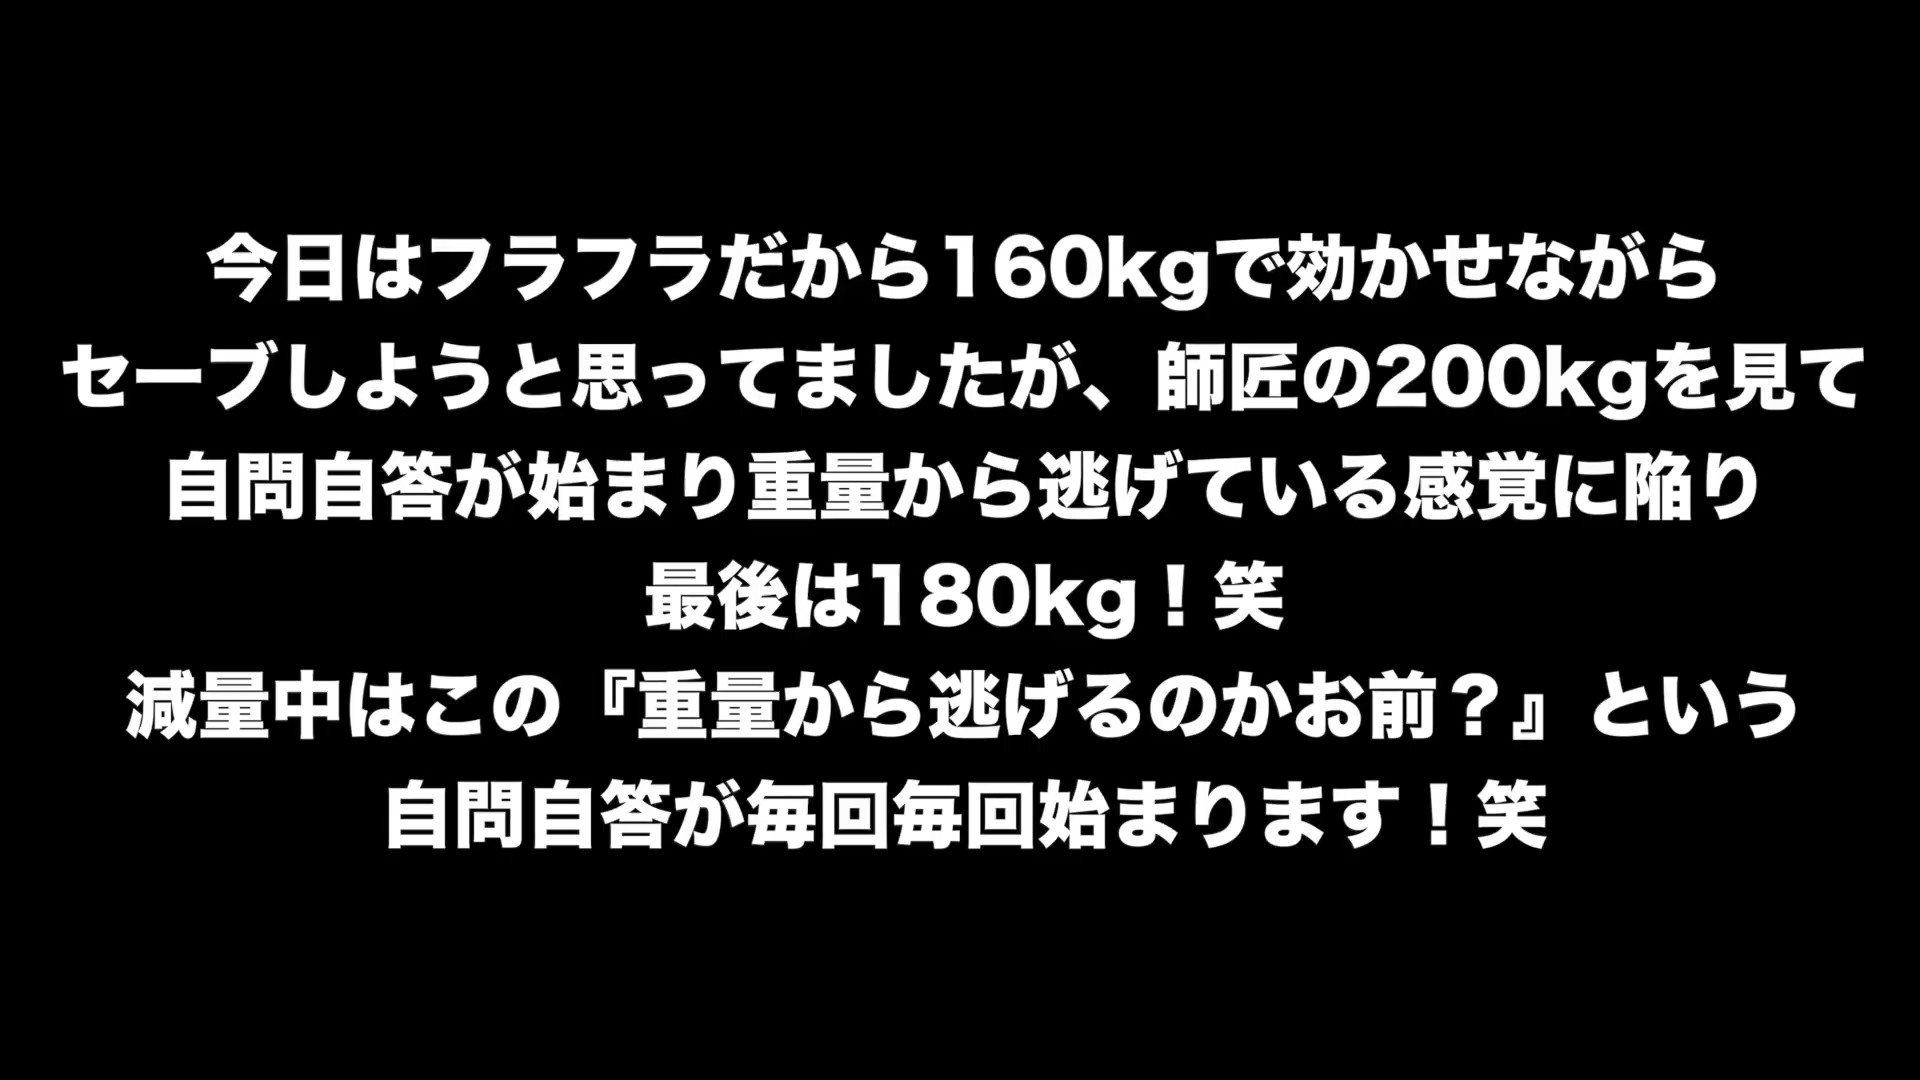 今日はフラフラだから160kgで効かせながら
セーブしようと思ってましたが、師匠の200kgを見て
自問自答が始まり重量から逃げている感覚に陥り
最後は180kg！笑
減量中はこの『重量から逃げるのかお前？』という
自問自答が毎回毎回始まります！笑